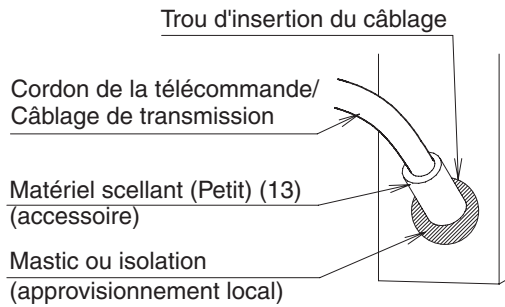 Trou d'insertion du câblage
Cordon de la télécommande/
Câblage de transmission
Matériel scellant (Petit) (13)
(accessoire)
Mastic ou isolation
(approvisionnement local)